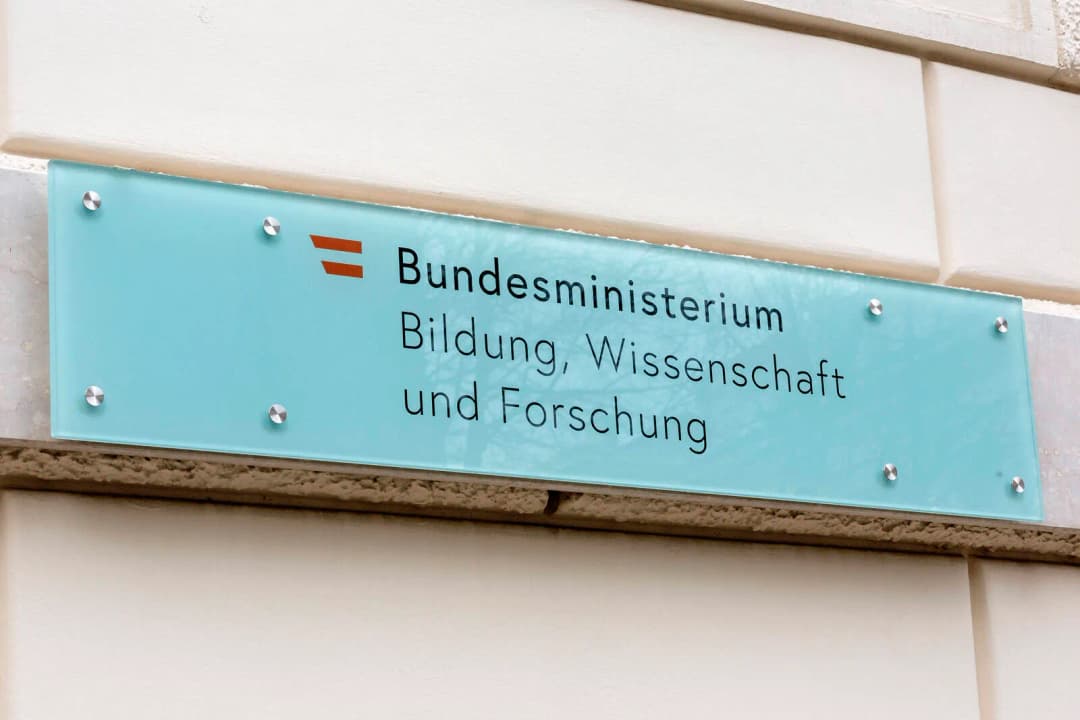 Bundesministerium
Bildung, Wissenschaft
und Forschung